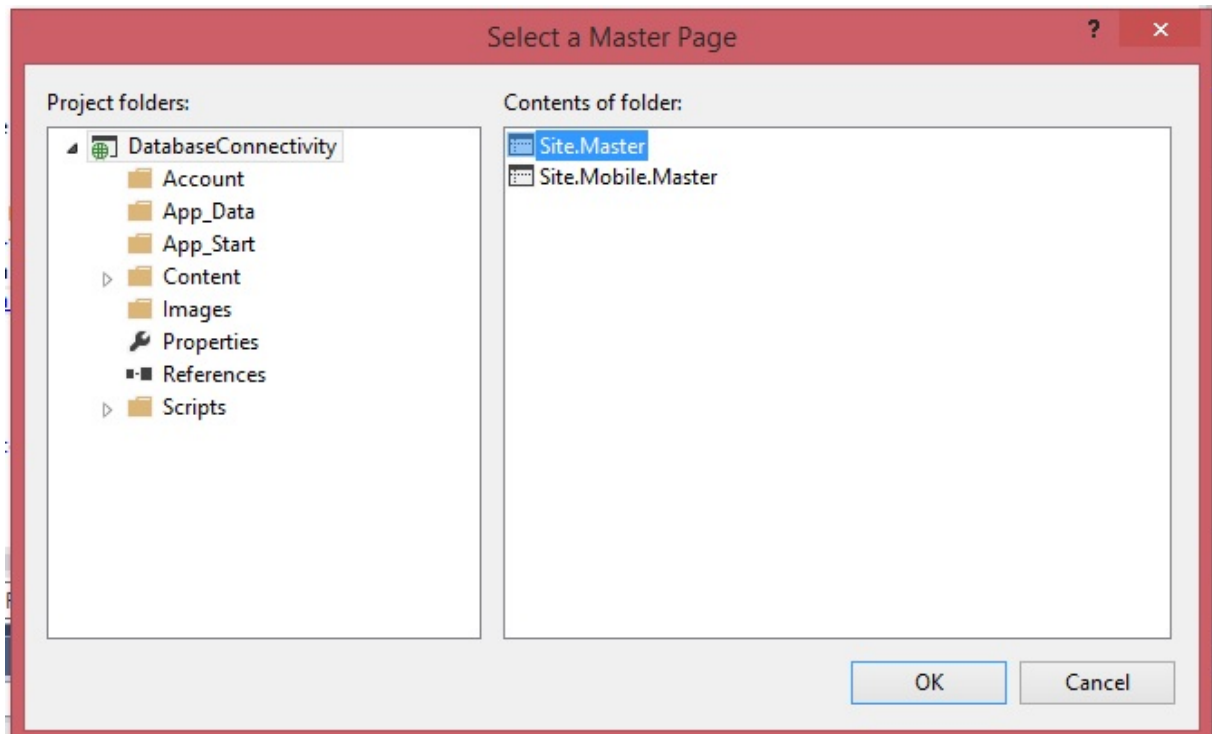 Select a Master Page
?
Project folders:
Contents of folder:
DatabaseConnectivity
Account
App_Data
App_Start
Content
Images
Properties
References
Scripts
Site.Master
Site.Mobile.Master
OK
Cancel